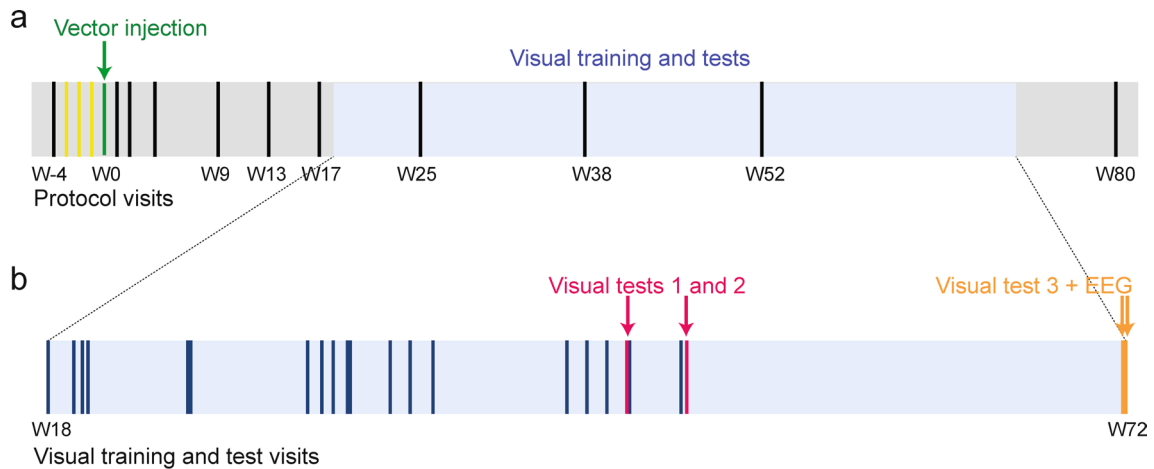 a
Vector injection
Visual training and tests
W-4 W0 W9 W13 W17 W25 W38 W52 W80
Protocol visits
b
Visual tests 1 and 2 Visual test 3 + EEG
W18 W72
Visual training and test visits